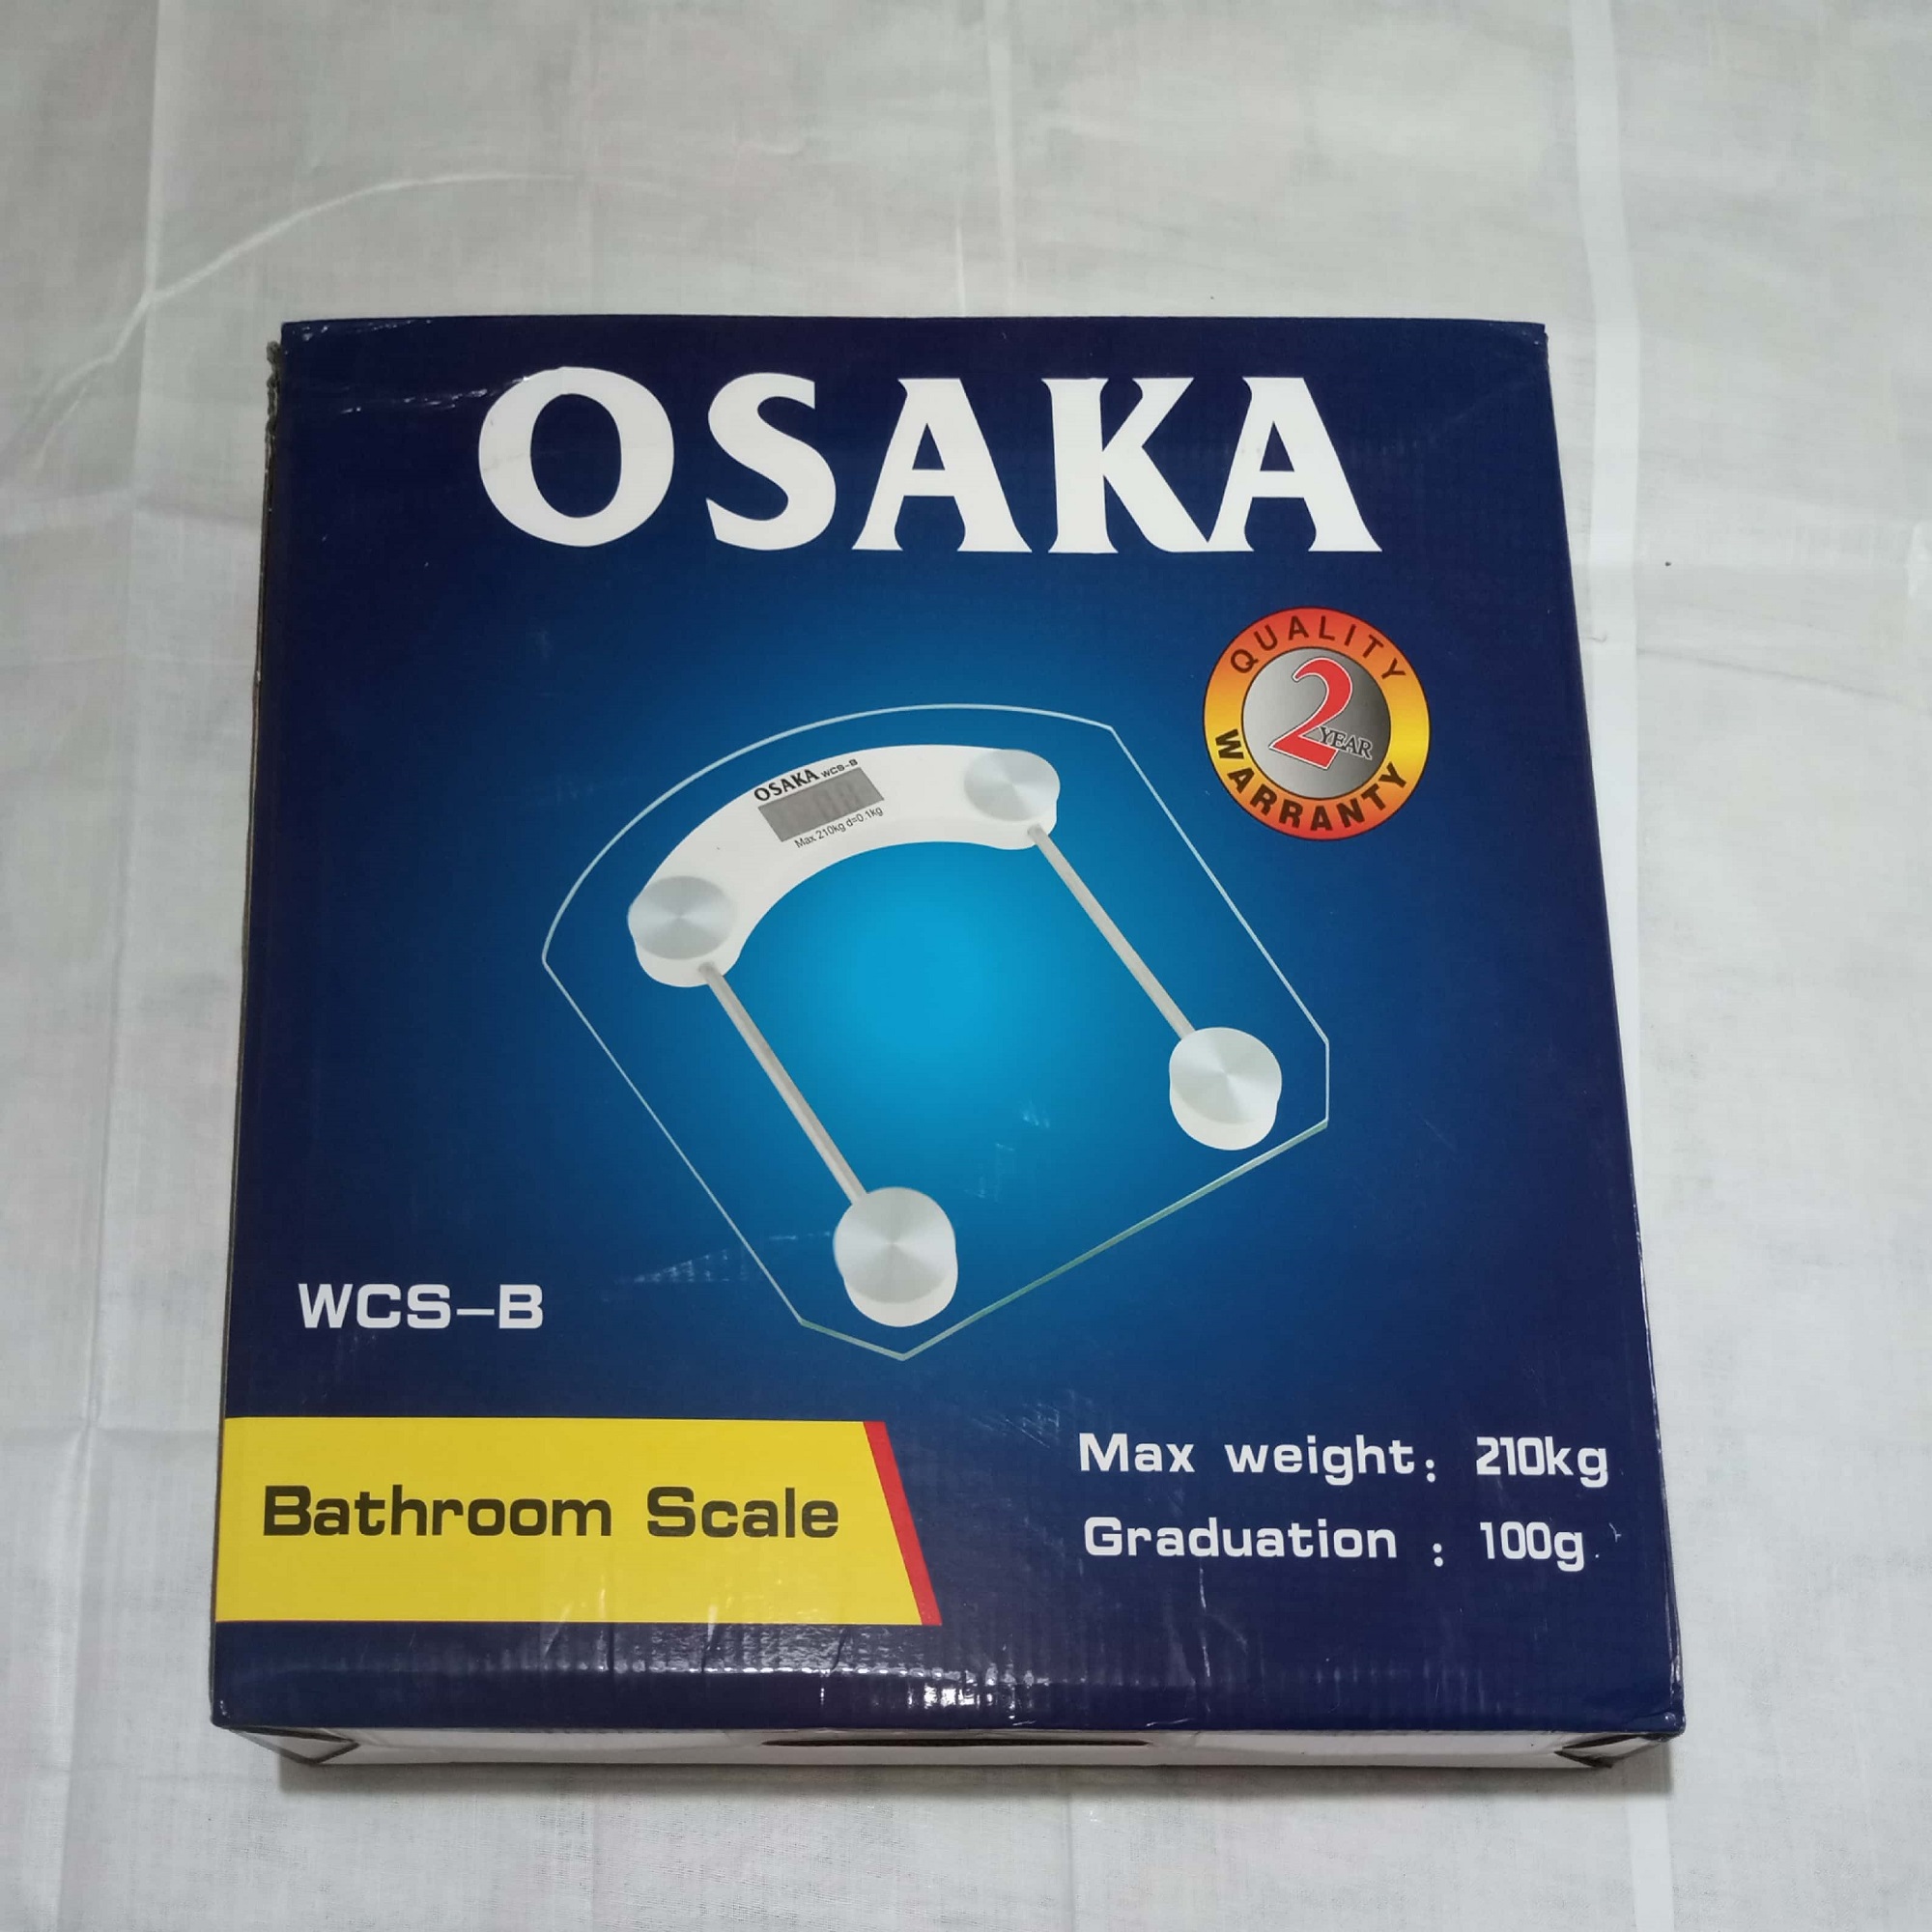 OSAKA
QUALITY
2
YEAR
WARRANTY
OSAKA WCS-B
Max 210kg d=0.1kg
WCS-B
Bathroom Scale
Max weight: 210kg
Graduation : 100g